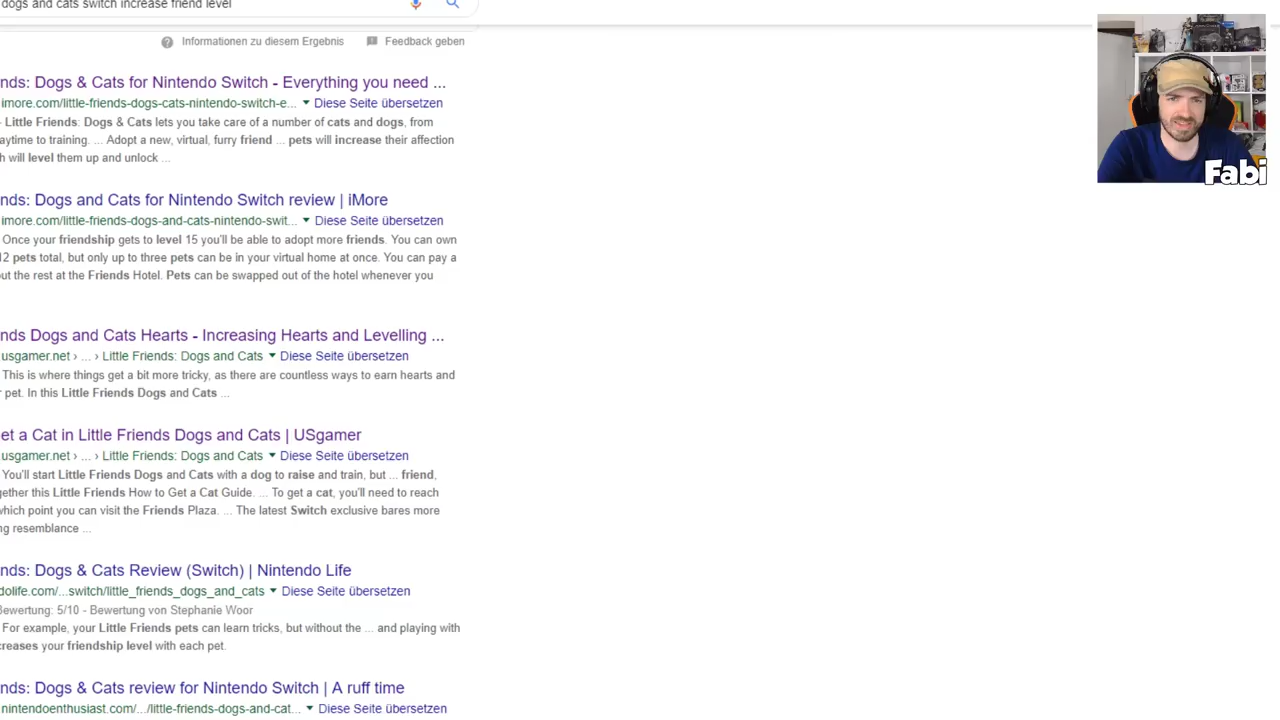 dogs and cats switch increase friend level
Informationen zu diesem Ergebnis Feedback geben
nds: Dogs & Cats for Nintendo Switch - Everything you need ...
imore.com/little-friends-dogs-cats-nintendo-switch-e... Diese Seite übersetzen
- Little Friends: Dogs & Cats lets you take care of a number of cats and dogs, from
aytime to training. ... Adopt a new, virtual, furry friend ... pets will increase their affection
h will level them up and unlock ...
nds: Dogs and Cats for Nintendo Switch review | iMore
imore.com/little-friends-dogs-and-cats-nintendo-swit... Diese Seite übersetzen
Once your friendship gets to level 15 you'll be able to adopt more friends. You can own
12 pets total, but only up to three pets can be in your virtual home at once. You can pay a
out the rest at the Friends Hotel. Pets can be swapped out of the hotel whenever you
nds Dogs and Cats Hearts - Increasing Hearts and Levelling ...
usgamer.net › ... › Little Friends: Dogs and Cats Diese Seite übersetzen
This is where things get a bit more tricky, as there are countless ways to earn hearts and
r pet. In this Little Friends Dogs and Cats ...
et a Cat in Little Friends Dogs and Cats | USgamer
usgamer.net › ... › Little Friends: Dogs and Cats Diese Seite übersetzen
You'll start Little Friends Dogs and Cats with a dog to raise and train, but ... friend,
gether this Little Friends How to Get a Cat Guide. ... To get a cat, you'll need to reach
which point you can visit the Friends Plaza. ... The latest Switch exclusive bares more
ng resemblance ...
nds: Dogs & Cats Review (Switch) | Nintendo Life
dolife.com/...switch/little_friends_dogs_and_cats Diese Seite übersetzen
Bewertung: 5/10 - Bewertung von Stephanie Woor
For example, your Little Friends pets can learn tricks, but without the ... and playing with
creases your friendship level with each pet.
nds: Dogs & Cats review for Nintendo Switch | A ruff time
nintendoenthusiast.com/.../little-friends-dogs-and-cat... Diese Seite übersetzen
Fabi